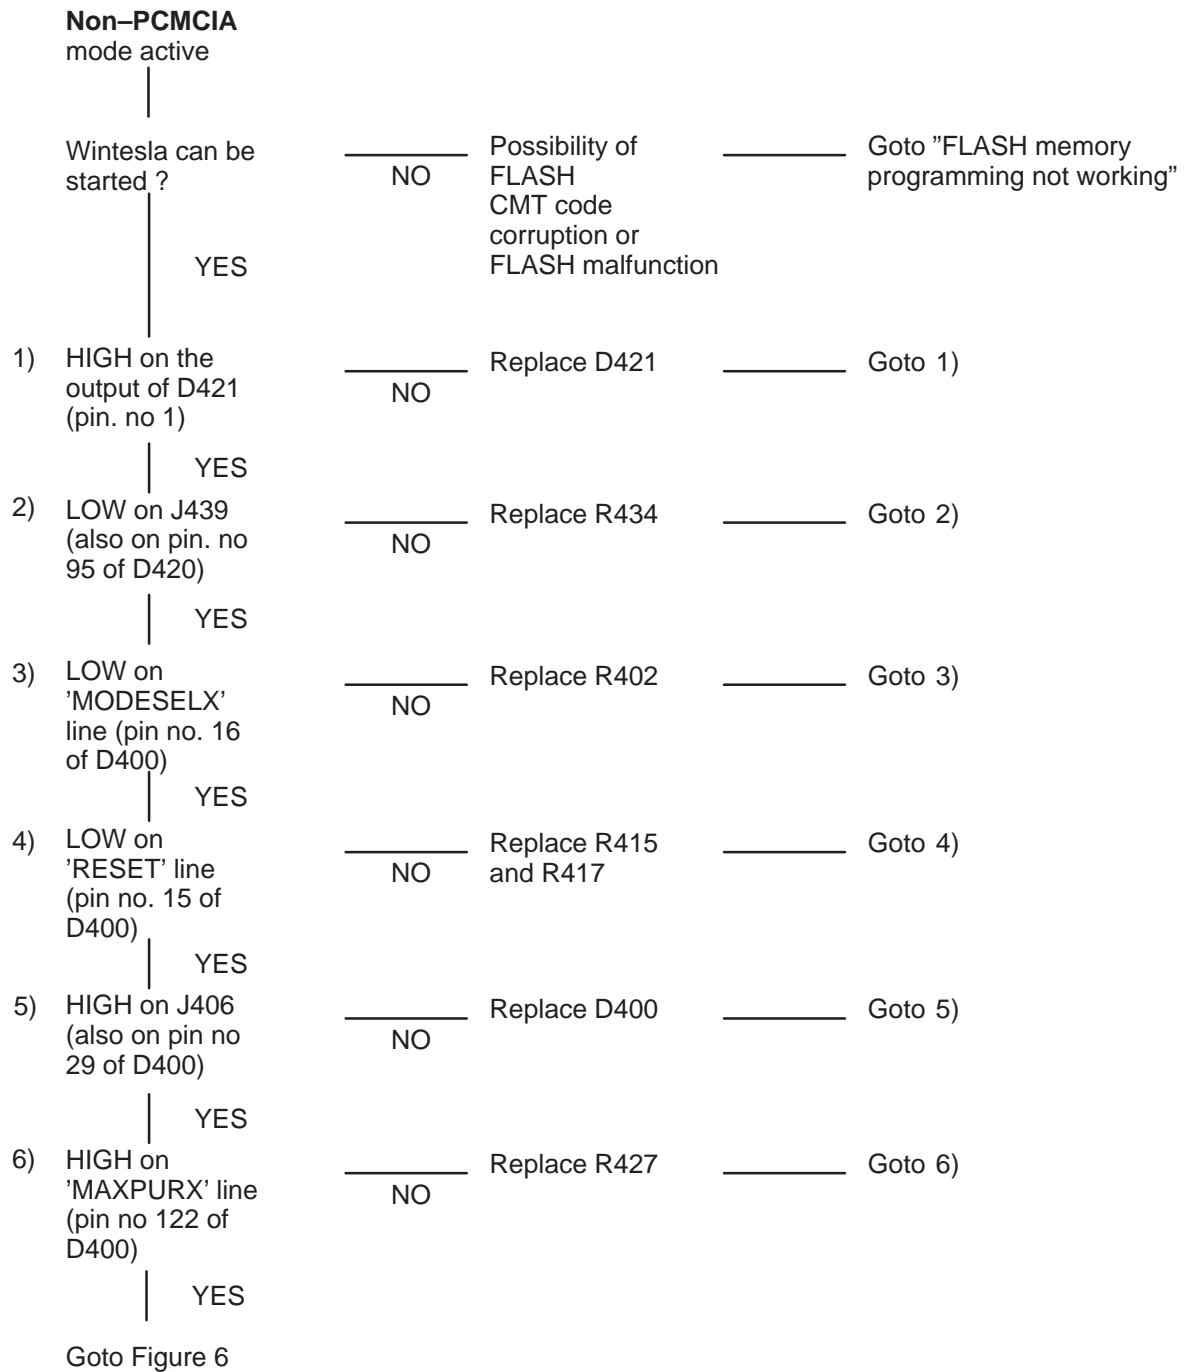 Non–PCMCIA
mode active
Wintesla can be
started ?
NO
Possibility of
FLASH
CMT code
corruption or
FLASH malfunction
Goto ”FLASH memory
programming not working”
YES
1)
HIGH on the
output of D421
(pin. no 1)
NO
Replace D421
Goto 1)
YES
2)
LOW on J439
(also on pin. no
95 of D420)
NO
Replace R434
Goto 2)
YES
3)
LOW on
’MODESELX’
line (pin no. 16
of D400)
NO
Replace R402
Goto 3)
YES
4)
LOW on
’RESET’ line
(pin no. 15 of
D400)
NO
Replace R415
and R417
Goto 4)
YES
5)
HIGH on J406
(also on pin no
29 of D400)
NO
Replace D400
Goto 5)
YES
6)
HIGH on
’MAXPURX’ line
(pin no 122 of
D400)
NO
Replace R427
Goto 6)
YES
Goto Figure 6